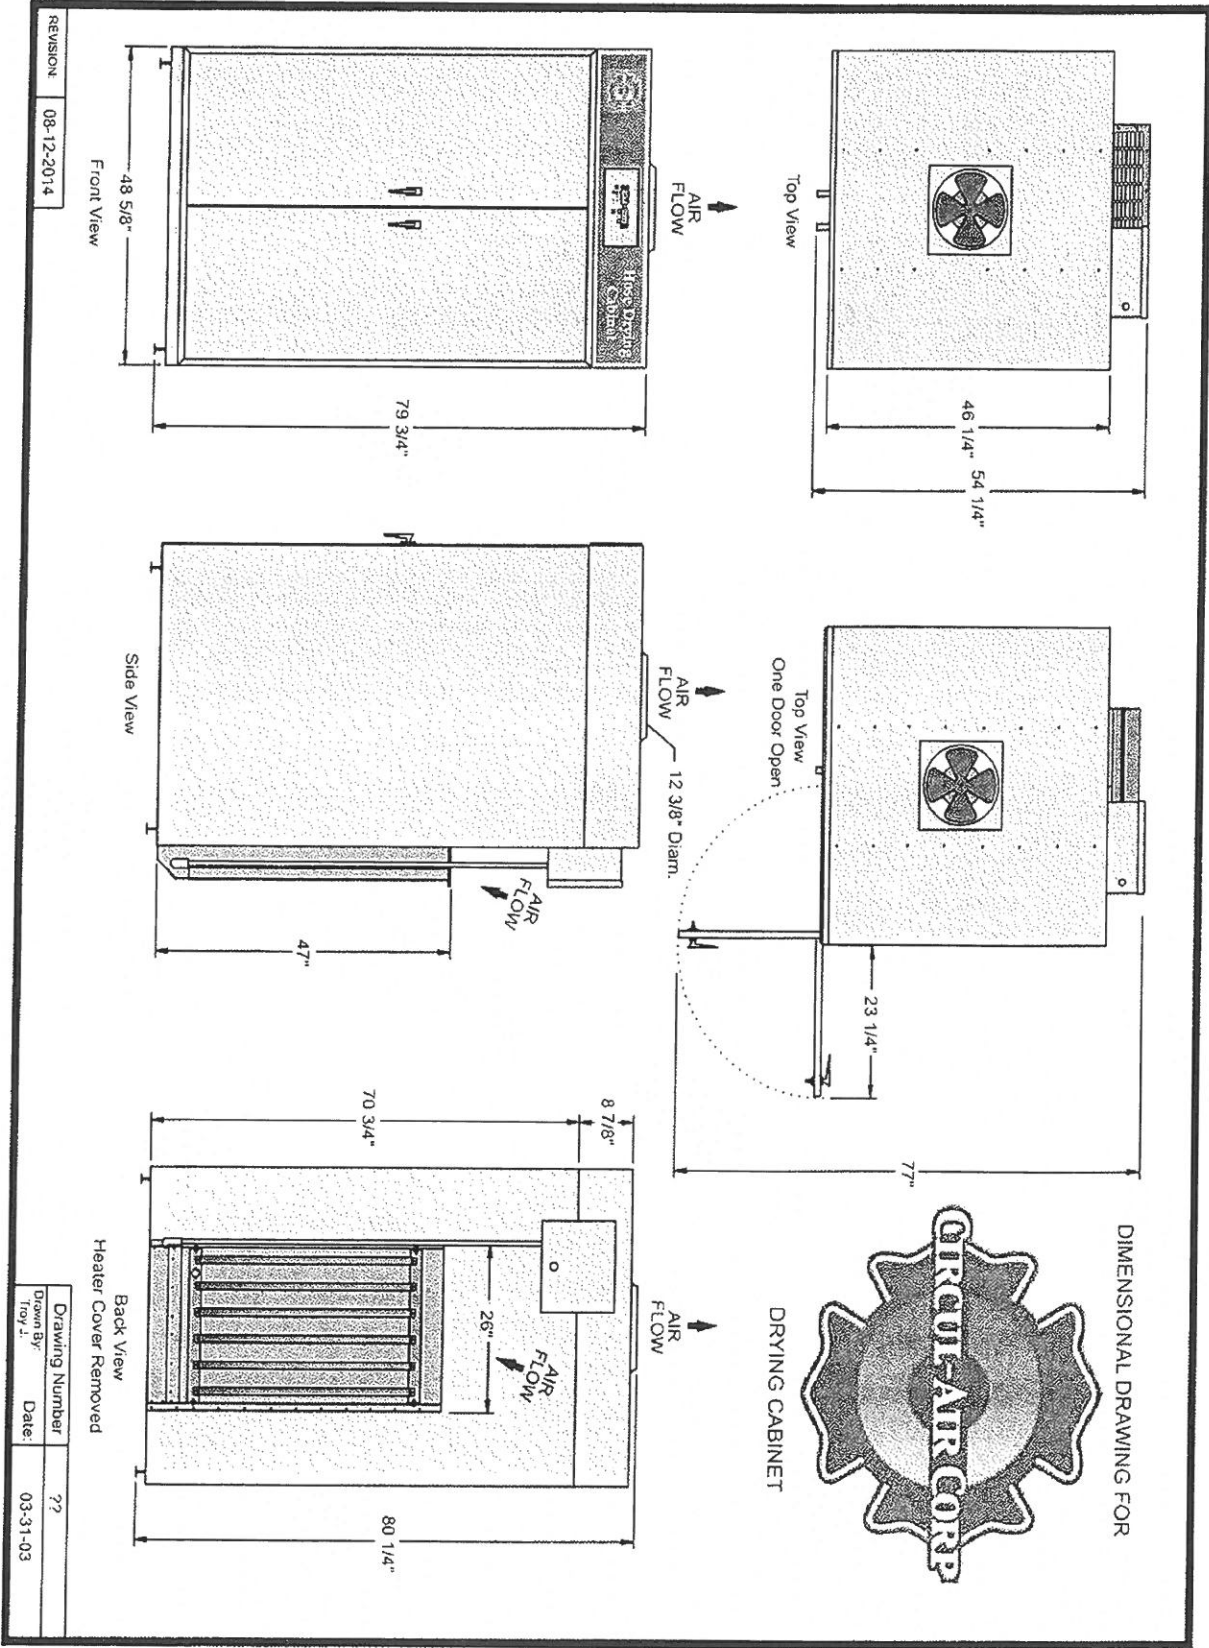 Top View
46 1/4"
54 1/4"
Top View
One Door Open
23 1/4"
77"
DIMENSIONAL DRAWING FOR
CIRCUL-AIR CORP
DRYING CABINET
AIR
FLOW
Hose Drying
Cabinet
79 3/4"
48 5/8"
Front View
AIR
FLOW
12 3/8" Diam.
AIR
FLOW
47"
Side View
AIR
FLOW
8 7/8"
70 3/4"
AIR
FLOW
26"
80 1/4"
Back View
Heater Cover Removed
REVISION: 08-12-2014
Drawing Number ??
Drawn By:
Troy J. Date: 03-31-03